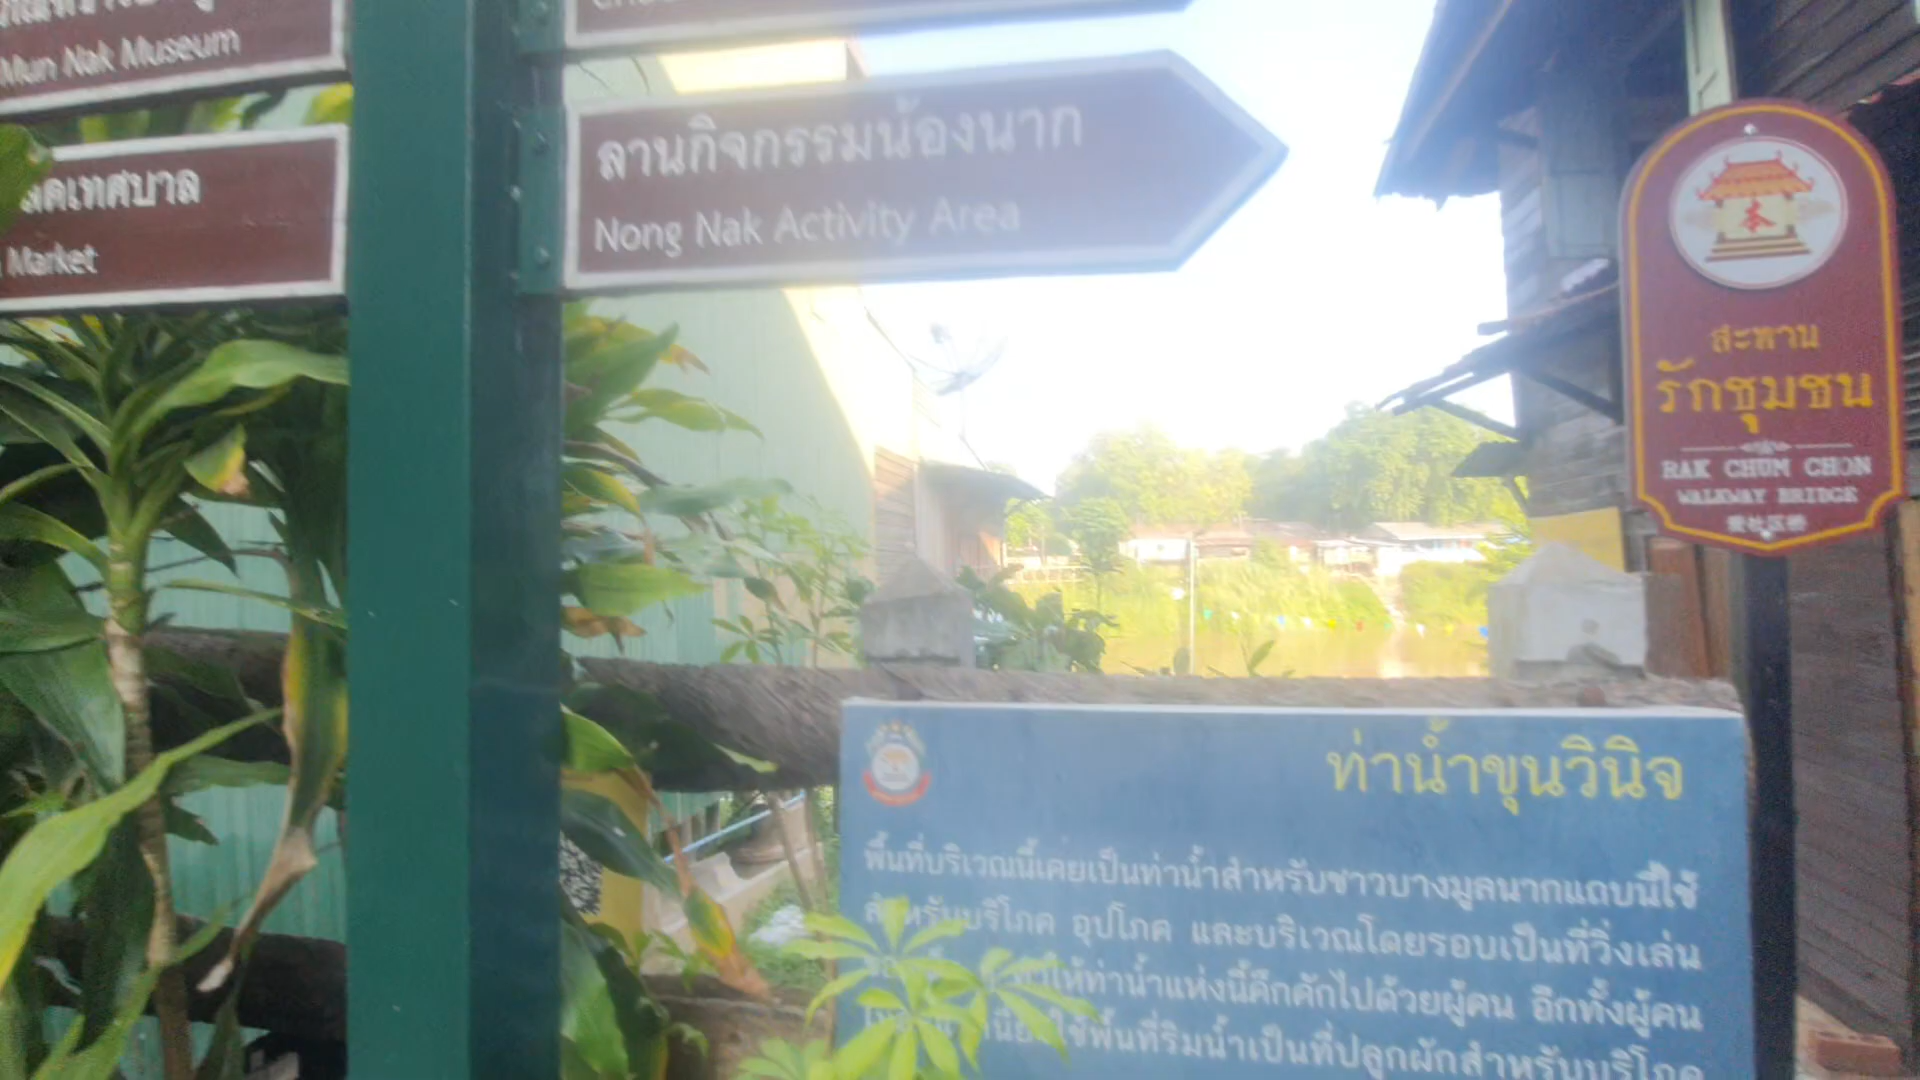 Mun Nak Museum
เทศบาล
Market
ลานกิจกรรมน้องนาก
Nong Nak Activity Area
本
สะพาน
รักชุมชน
RAK CHUM CHON
WALKWAY BRIDGE
ท่าน้ำขุนวินิจ
พื้นที่บริเวณนี้เคยเป็นท่าน้ำสำหรับชาวบางมูลนากแถบนี้ใช้
สำหรับบริโภค อุปโภค และบริเวณโดยรอบเป็นที่วิ่งเล่น
ให้ท่าน้ำแห่งนี้คึกคักไปด้วยผู้คน อีกทั้งผู้คน
ใช้พื้นที่ริมน้ำเป็นที่ปลูกผักสำหรับบริโภค